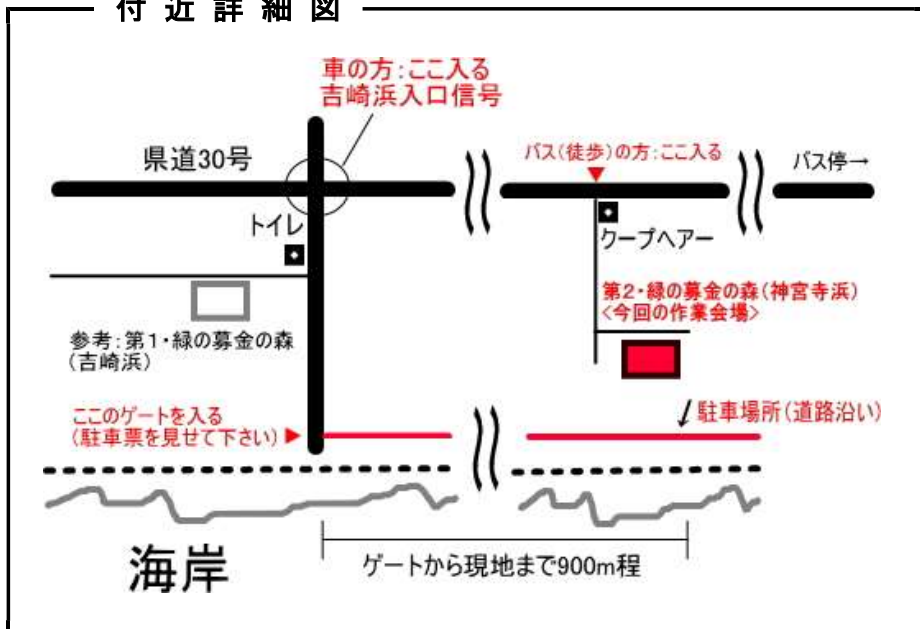 付近詳細図
車の方：ここ入る
吉崎浜入口信号
県道30号
バス(徒歩)の方：ここ入る
バス停→
トイレ
クープヘアー
第2・緑の募金の森(神宮寺浜)
<今回の作業会場>
参考：第1・緑の募金の森
(吉崎浜)
ここのゲートを入る
(駐車票を見せて下さい)
駐車場所(道路沿い)
海岸
ゲートから現地まで900m程